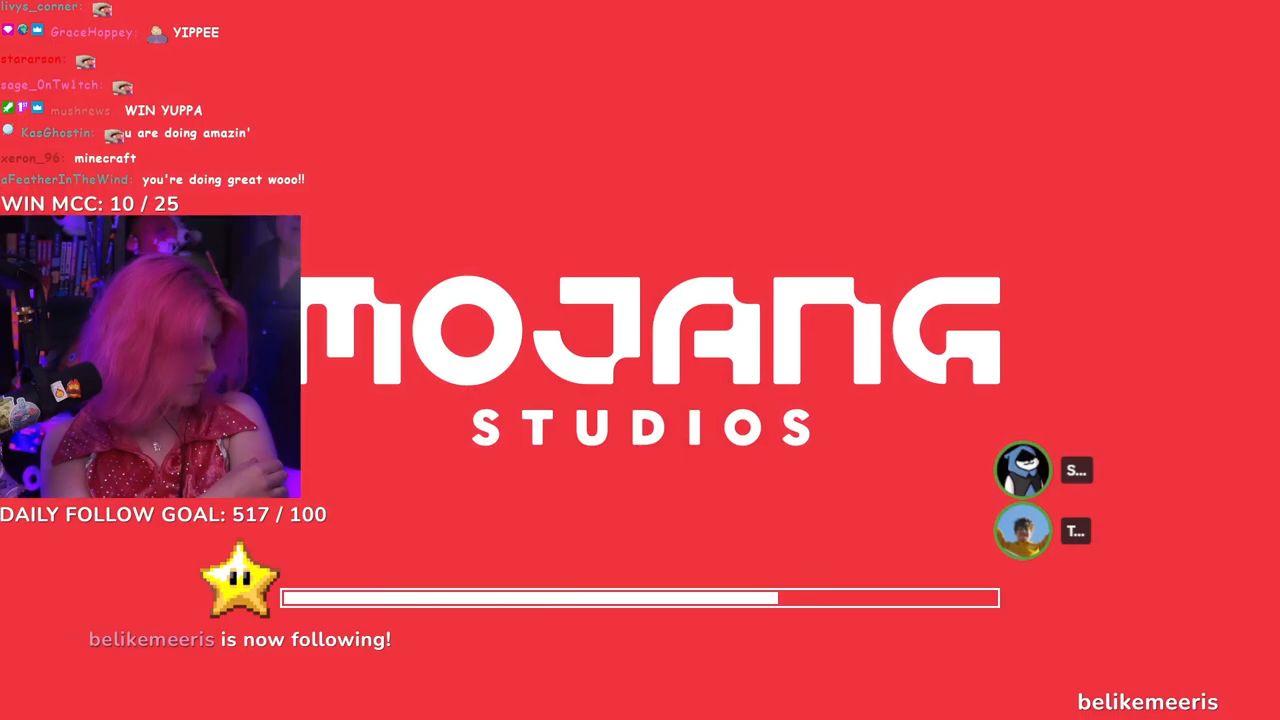 livys_corner:
GraceHoppey: YIPPEE
stararson:
sage_OnTw1tch:
mushrews: WIN YUPPA
KasGhostin: u are doing amazin'
xeron_96: minecraft
aFeatherInTheWind: you're doing great wooo!!
WIN MCC: 10 / 25
MOJANG
STUDIOS
S...
DAILY FOLLOW GOAL: 517 / 100
T...
belikemeeris is now following!
belikemeeris